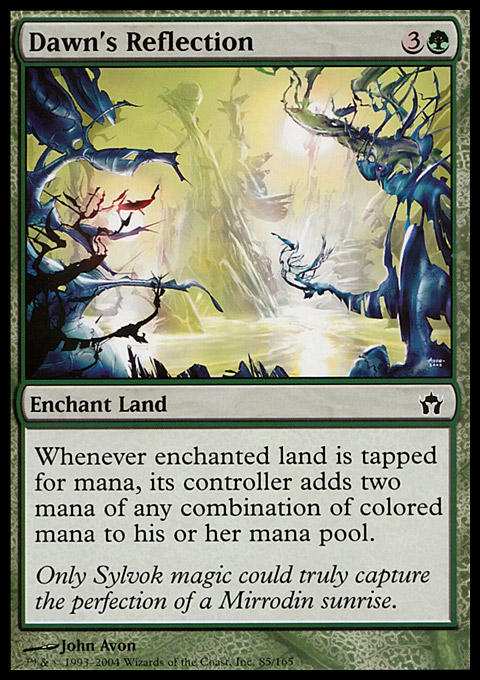 Dawn's Reflection 3
Enchant Land
Whenever enchanted land is tapped
for mana, its controller adds two
mana of any combination of colored
mana to his or her mana pool.
Only Sylvok magic could truly capture
the perfection of a Mirrodin sunrise.
John Avon
™ & © 1993–2004 Wizards of the Coast, Inc. 85/165